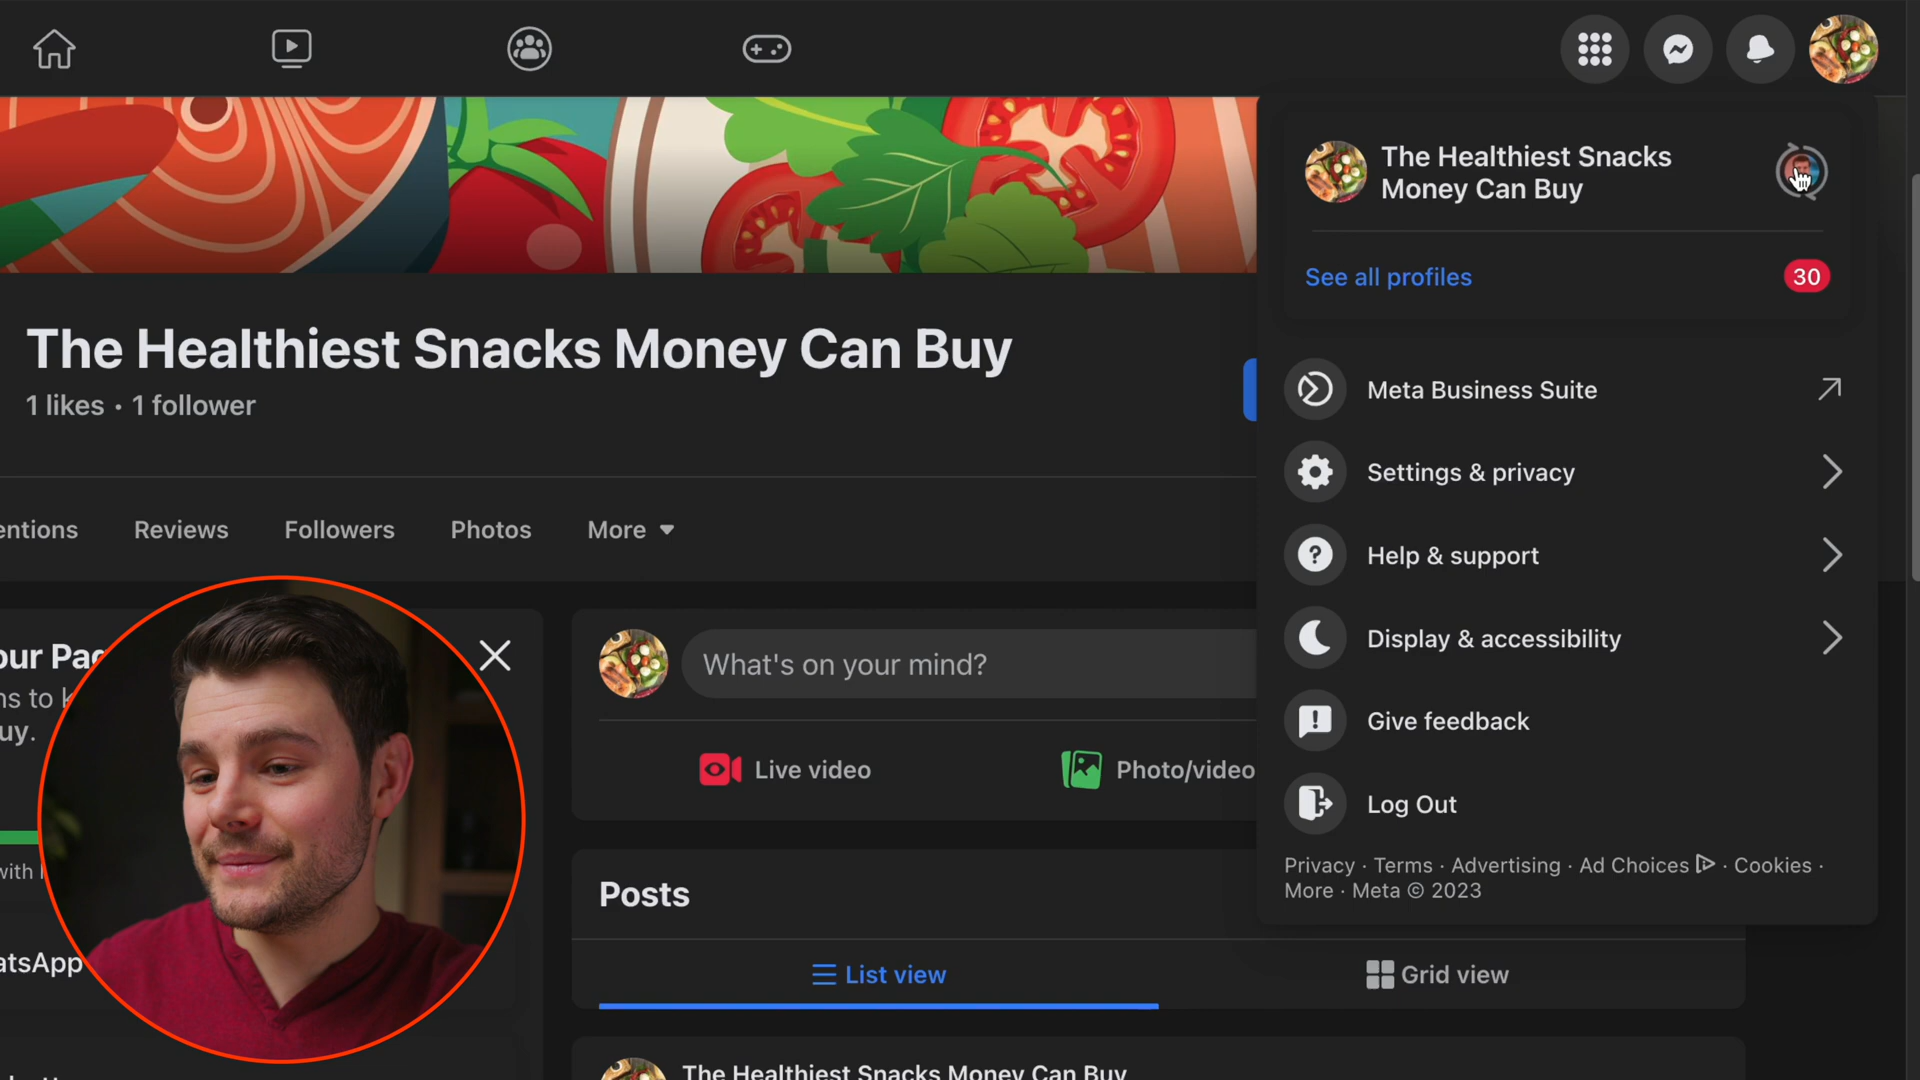 The Healthiest Snacks
Money Can Buy
See all profiles
30
The Healthiest Snacks Money Can Buy
1 likes · 1 follower
Meta Business Suite
Settings & privacy
Help & support
Display & accessibility
Give feedback
Log Out
Privacy · Terms · Advertising · Ad Choices · Cookies ·
More · Meta © 2023
entions
Reviews
Followers
Photos
More
our Pag
ns to k
uy.
with
atsApp
What's on your mind?
Live video
Photo/video
Posts
List view
Grid view
The Healthiest Snacks Money Can Buy